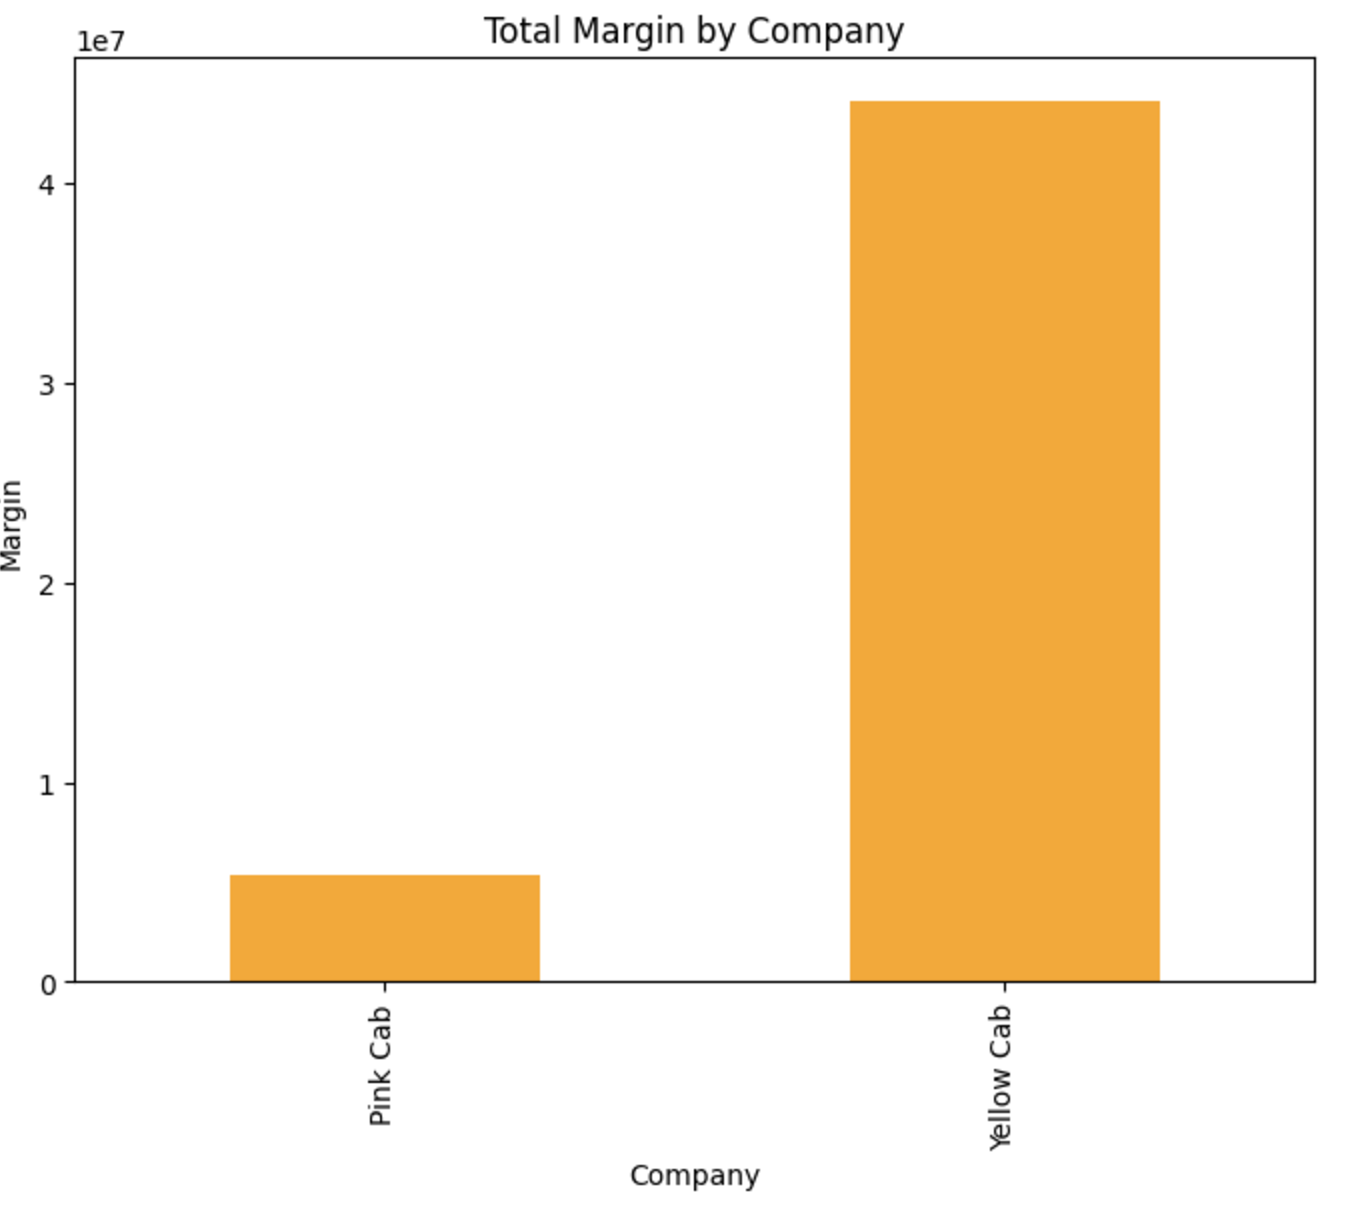 Total Margin by Company
1e7
4
3
2
1
0
Margin
Pink Cab
Yellow Cab
Company